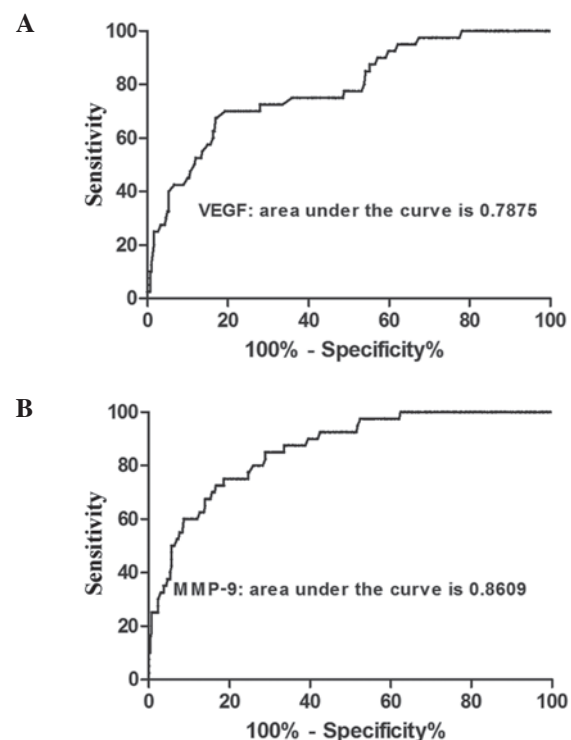 A
100
80
60
40
20
0
Sensitivity
VEGF: area under the curve is 0.7875
0 20 40 60 80 100
100% - Specificity%
B
100
80
60
40
20
0
Sensitivity
MMP-9: area under the curve is 0.8609
0 20 40 60 80 100
100% - Specificity%